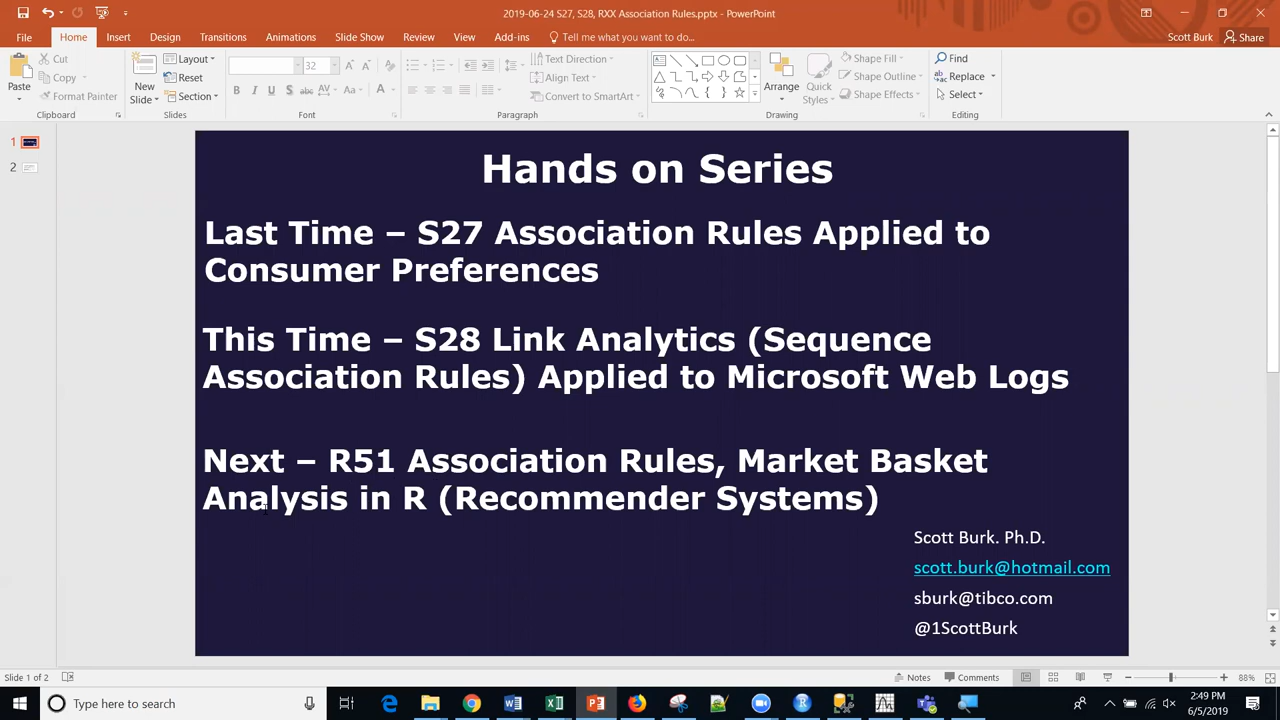 2019-06-24 S27, S28, RXX Association Rules.pptx - PowerPoint
File Home Insert Design Transitions Animations Slide Show Review View Add-ins Tell me what you want to do... Scott Burk Share
Paste Cut Copy Format Painter Clipboard
New Slide Layout Reset Section Slides
32 B I U S abc AV Aa A Font
Text Direction Align Text Convert to SmartArt Paragraph
Arrange Quick Styles Shape Fill Shape Outline Shape Effects Drawing
Find Replace Select Editing
1
2
Hands on Series
Last Time – S27 Association Rules Applied to
Consumer Preferences
This Time – S28 Link Analytics (Sequence
Association Rules) Applied to Microsoft Web Logs
Next – R51 Association Rules, Market Basket
Analysis in R (Recommender Systems)
Scott Burk. Ph.D.
scott.burk@hotmail.com
sburk@tibco.com
@1ScottBurk
Slide 1 of 2 Notes Comments 88%
Type here to search
2:49 PM
6/5/2019